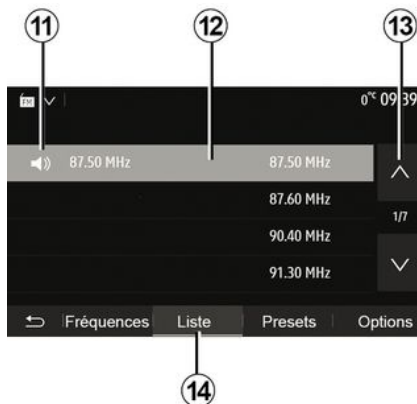 11 12 13
FM 0°C 09:39
87.50 MHz 87.50 MHz
87.60 MHz
1/7
90.40 MHz
91.30 MHz
Fréquences Liste Presets Options
14